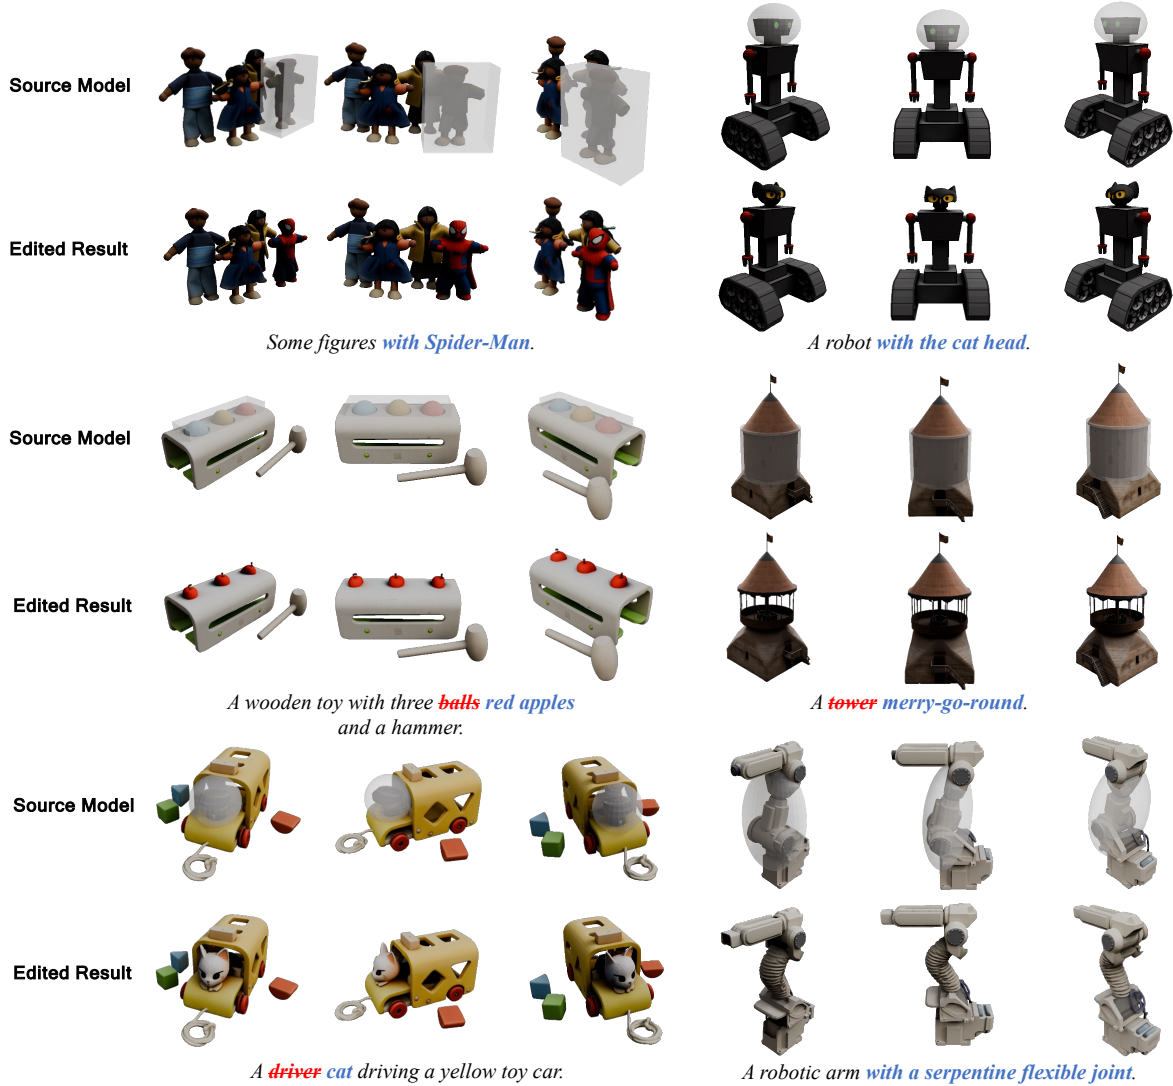 Source Model
Edited Result
Some figures with Spider-Man.
A robot with the cat head.
Source Model
Edited Result
A wooden toy with three balls red apples
and a hammer.
A tower merry-go-round.
Source Model
Edited Result
A driver cat driving a yellow toy car.
A robotic arm with a serpentine flexible joint.